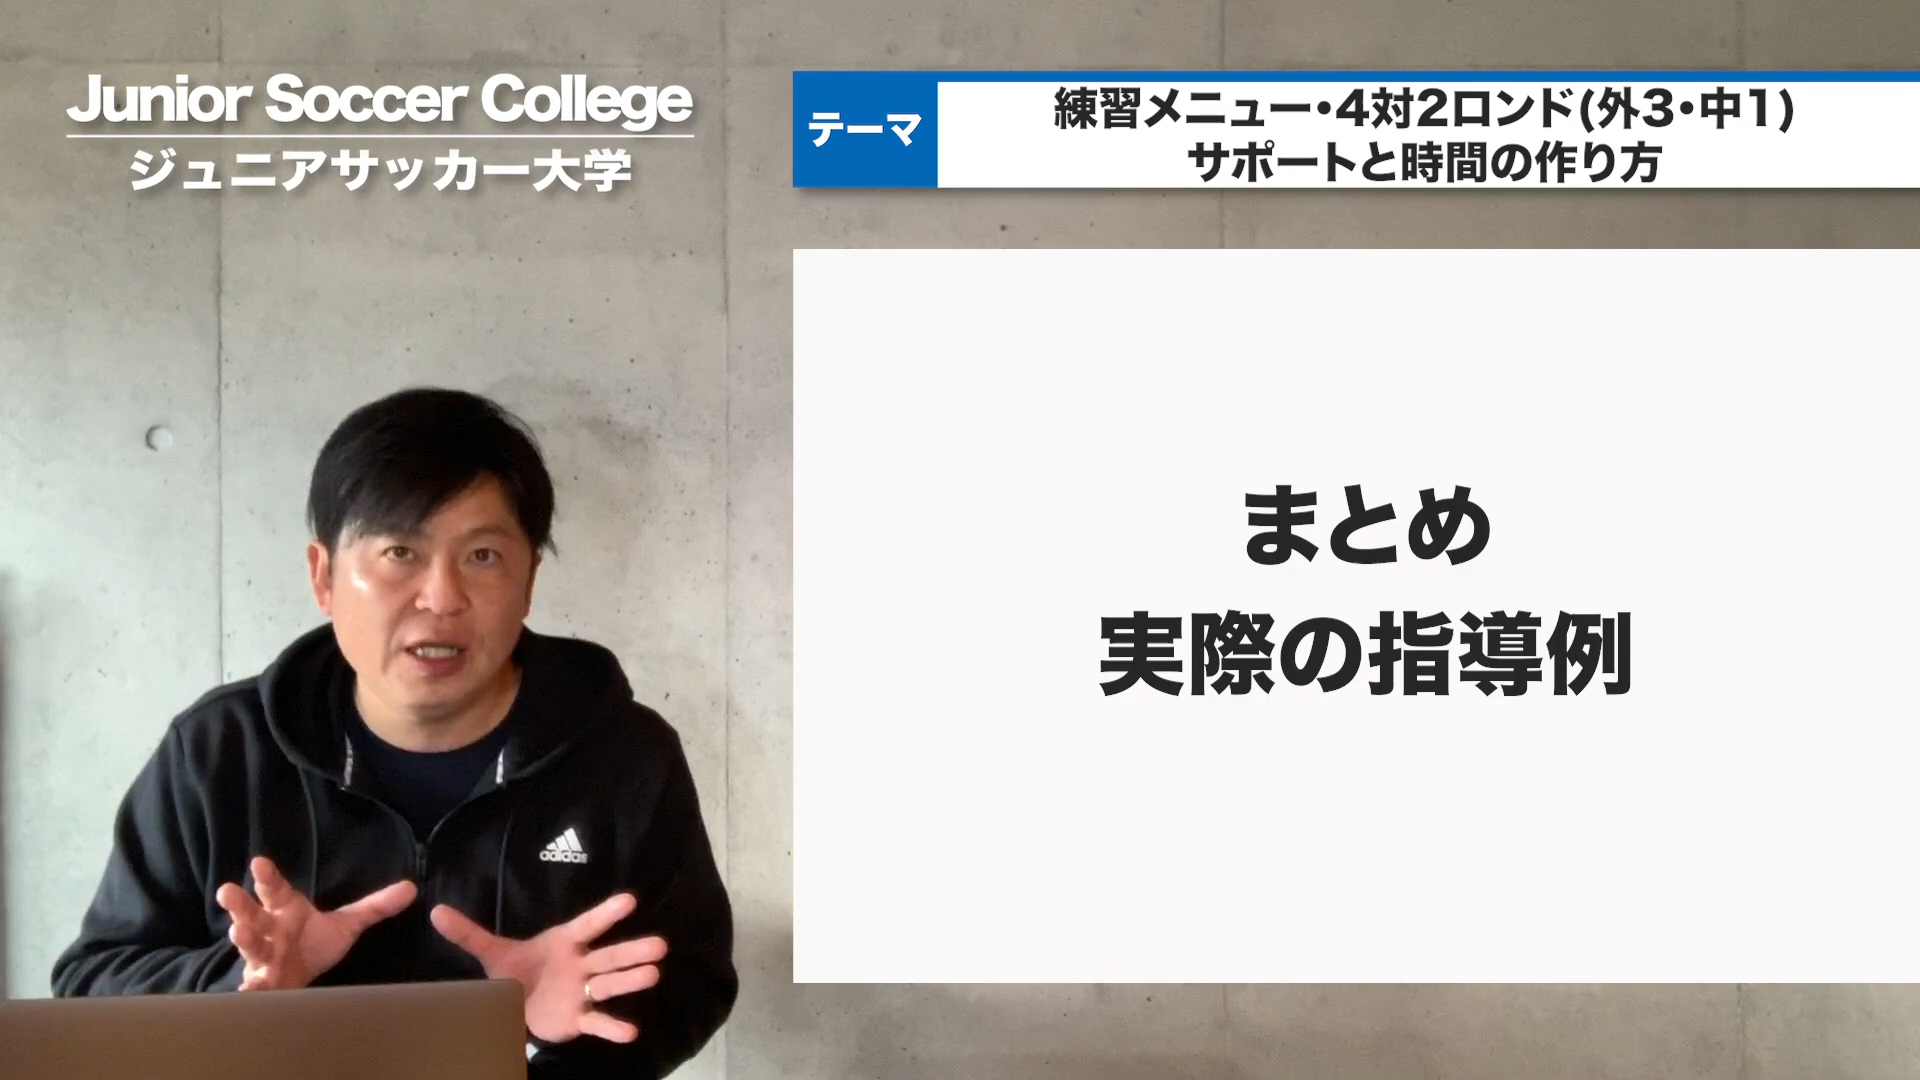 Junior Soccer College
ジュニアサッカー大学
テーマ
練習メニュー・4対2ロンド(外3・中1)
サポートと時間の作り方
まとめ
実際の指導例
adidas